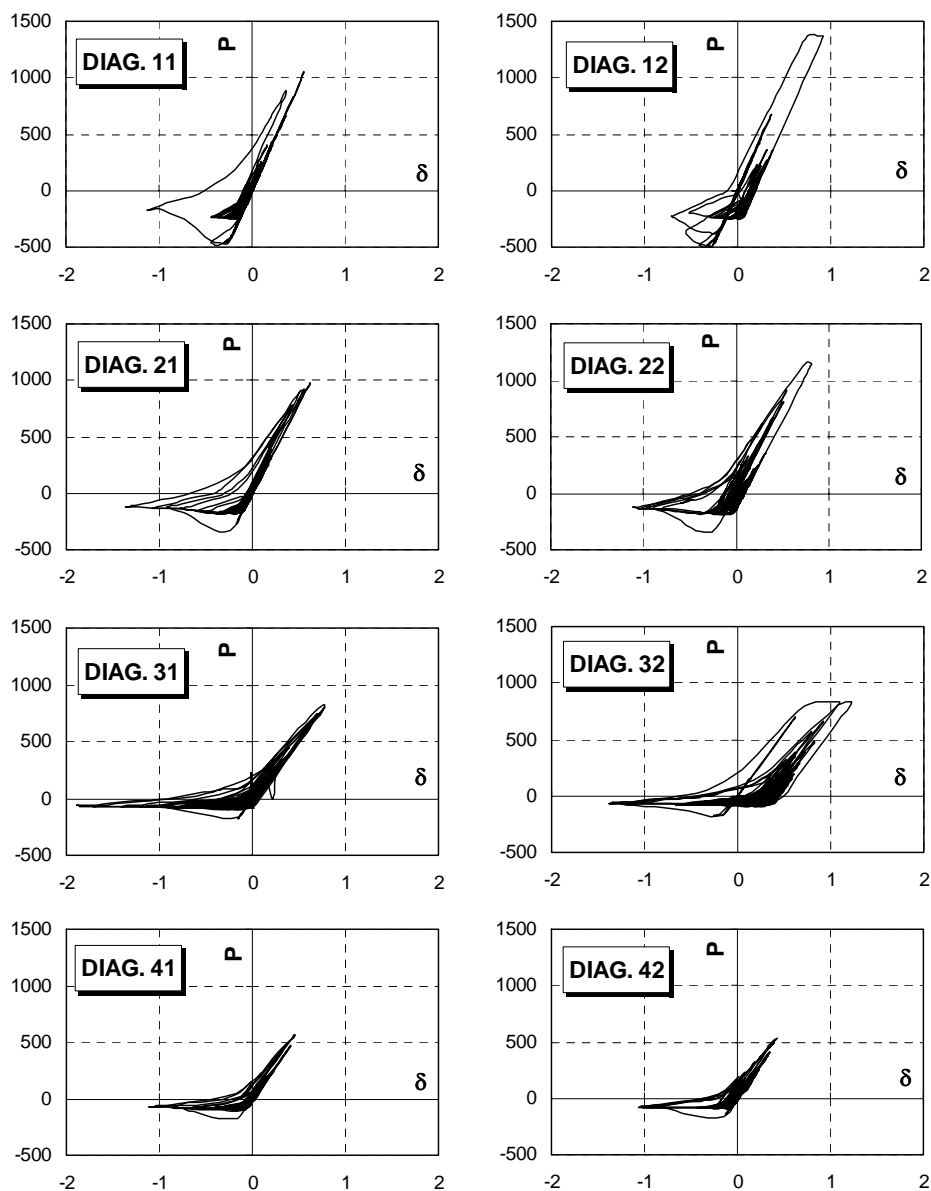 1500 P 1500 P
DIAG. 11 DIAG. 12
1000 1000
500 500
δ δ
0 0
-500 -500
-2 -1 0 1 2 -2 -1 0 1 2
1500 P 1500 P
DIAG. 21 DIAG. 22
1000 1000
500 500
δ δ
0 0
-500 -500
-2 -1 0 1 2 -2 -1 0 1 2
1500 P 1500 P
DIAG. 31 DIAG. 32
1000 1000
500 500
δ δ
0 0
-500 -500
-2 -1 0 1 2 -2 -1 0 1 2
1500 P 1500 P
DIAG. 41 DIAG. 42
1000 1000
500 500
δ δ
0 0
-500 -500
-2 -1 0 1 2 -2 -1 0 1 2